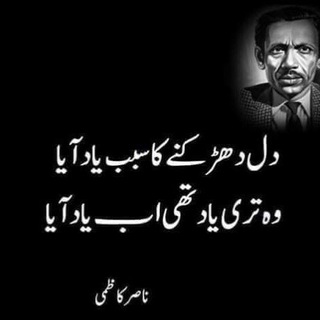 دل دھڑکنے کا سبب یاد آیا
وہ تری یاد تھی اب یاد آیا
ناصر کاظمی